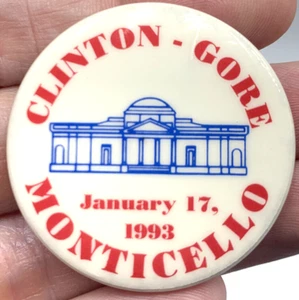 CLINTON - GORE
January 17,
1993
MONTICELLO